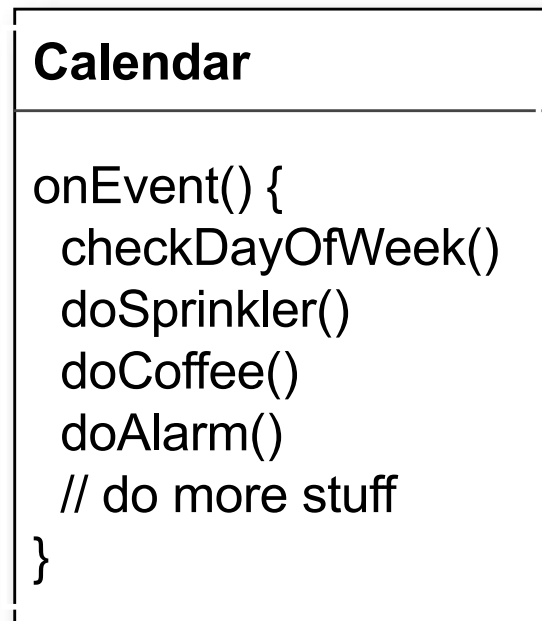 Calendar
onEvent() {
checkDayOfWeek()
doSprinkler()
doCoffee()
doAlarm()
// do more stuff
}